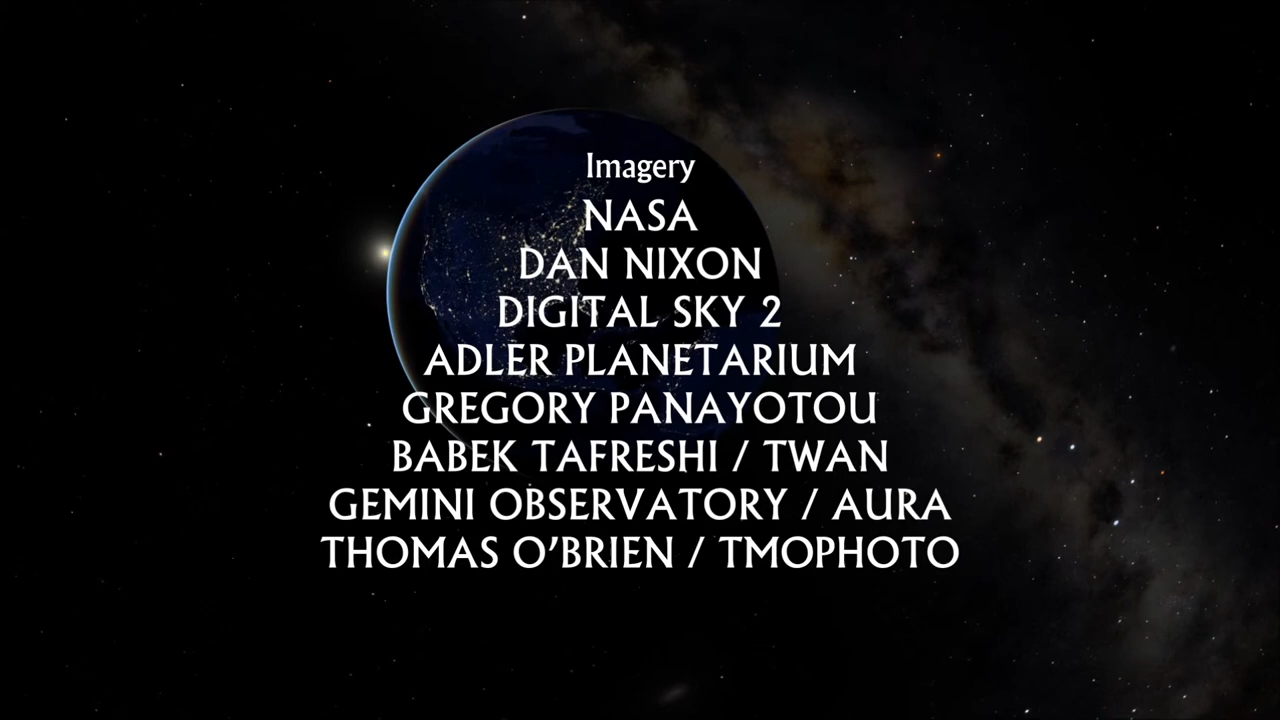 Imagery
NASA
DAN NIXON
DIGITAL SKY 2
ADLER PLANETARIUM
GREGORY PANAYOTOU
BABEK TAFRESHI / TWAN
GEMINI OBSERVATORY / AURA
THOMAS O’BRIEN / TMOPHOTO